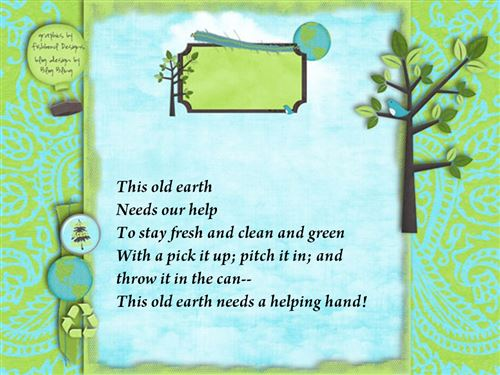 graphics by
Fishbowl Designs
blog design by
Blog Bling
This old earth
Needs our help
To stay fresh and clean and green
With a pick it up; pitch it in; and
throw it in the can--
This old earth needs a helping hand!